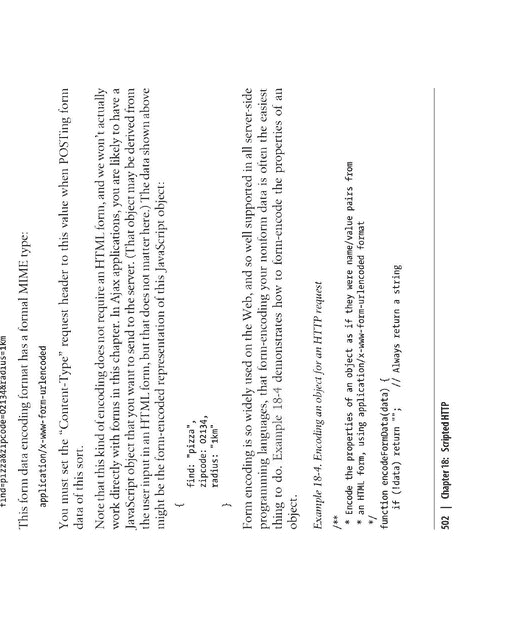 find=pizza&zipcode=02134&radius=1km
This form data encoding format has a formal MIME type:
application/x-www-form-urlencoded
You must set the “Content-Type” request header to this value when POSTing form
data of this sort.
Note that this kind of encoding does not require an HTML form, and we won’t actually
work directly with forms in this chapter. In Ajax applications, you are likely to have a
JavaScript object that you want to send to the server. (That object may be derived from
the user input in an HTML form, but that does not matter here.) The data shown above
might be the form-encoded representation of this JavaScript object:
{
find: "pizza",
zipcode: 02134,
radius: "1km"
}
Form encoding is so widely used on the Web, and so well supported in all server-side
programming languages, that form-encoding your nonform data is often the easiest
thing to do. Example 18-4 demonstrates how to form-encode the properties of an
object.
Example 18-4. Encoding an object for an HTTP request
/**
* Encode the properties of an object as if they were name/value pairs from
* an HTML form, using application/x-www-form-urlencoded format
*/
function encodeFormData(data) {
if (!data) return ""; // Always return a string
502 | Chapter 18: Scripted HTTP